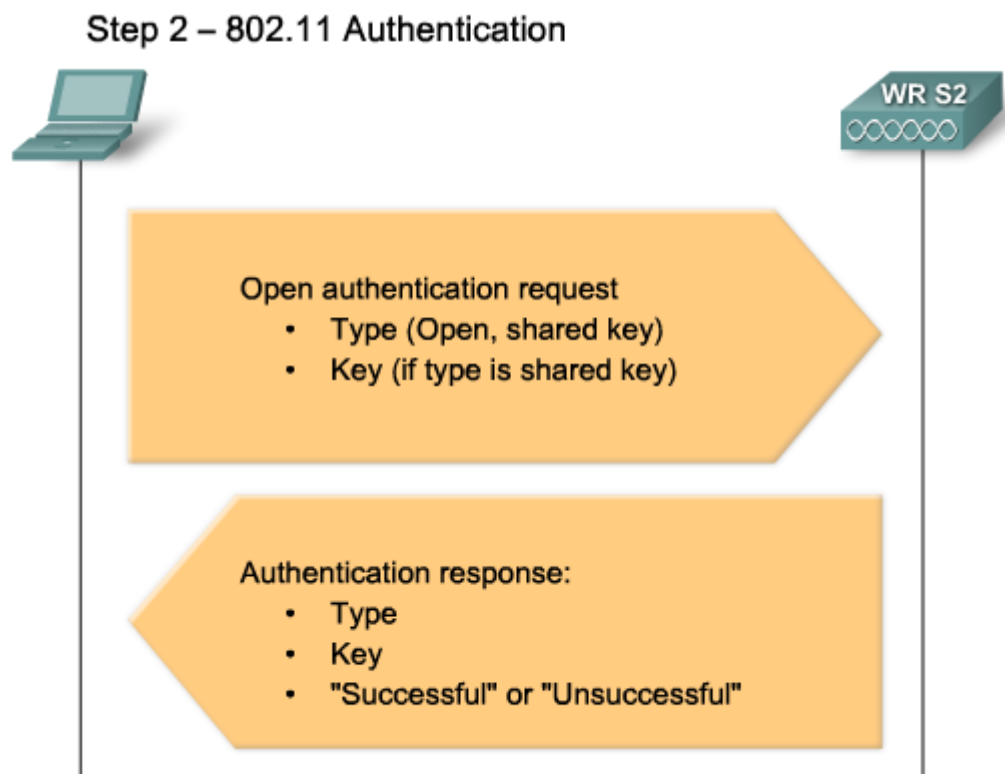 Step 2 – 802.11 Authentication
WR S2
Open authentication request
• Type (Open, shared key)
• Key (if type is shared key)
Authentication response:
• Type
• Key
• "Successful" or "Unsuccessful"